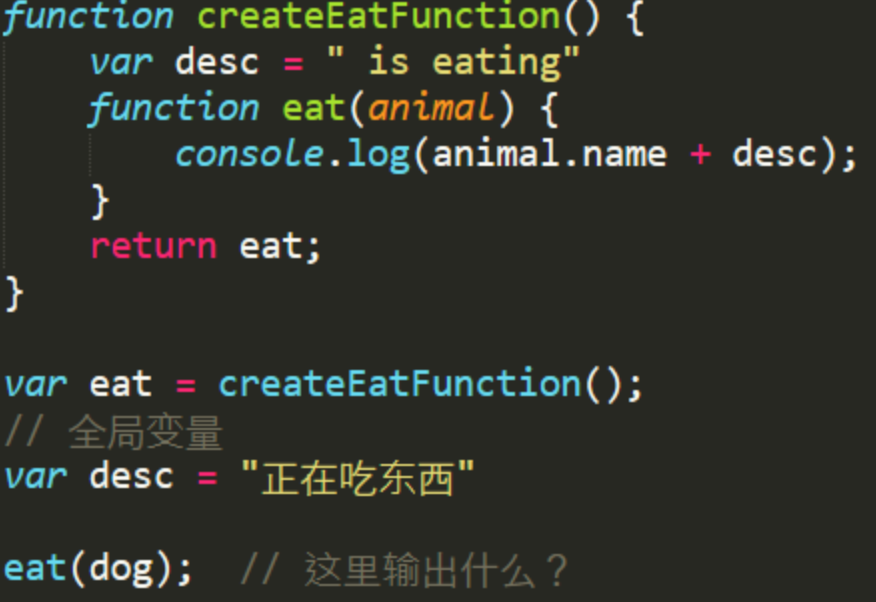 function createEatFunction() {
    var desc = " is eating"
    function eat(animal) {
        console.log(animal.name + desc);
    }
    return eat;
}

var eat = createEatFunction();
// 全局变量
var desc = "正在吃东西"

eat(dog);  // 这里输出什么？